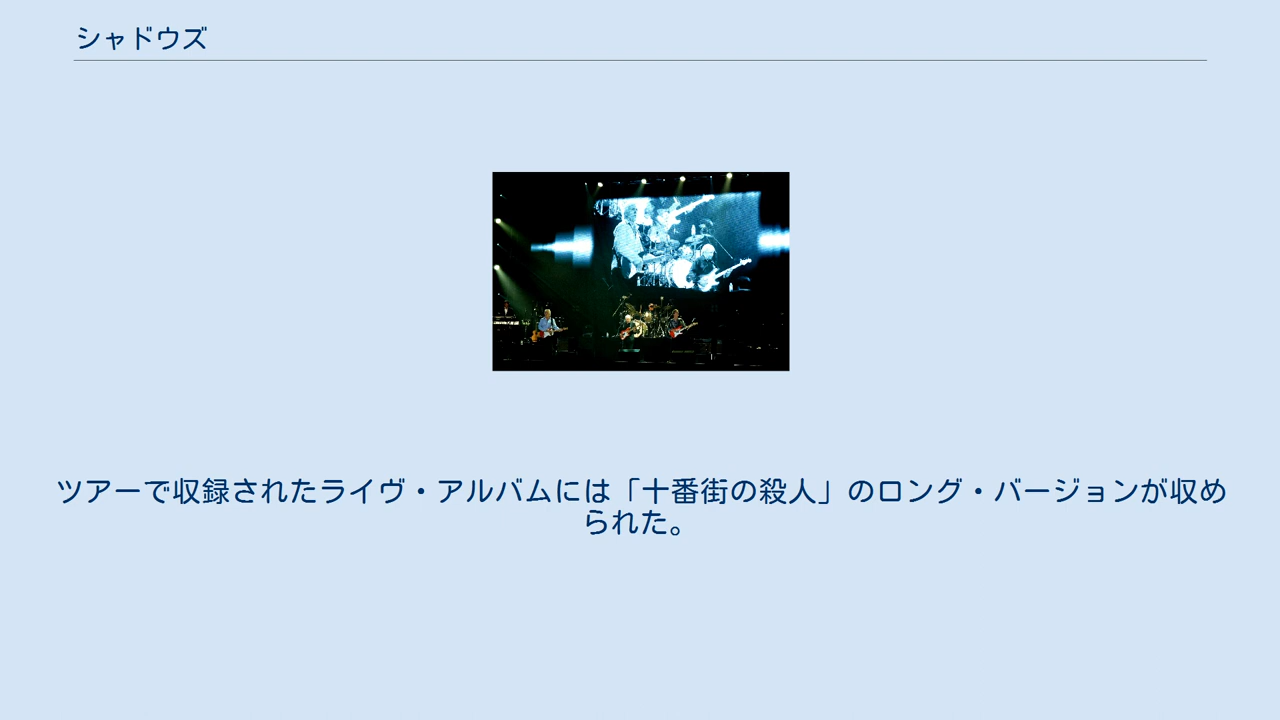 シャドウズ
ツアーで収録されたライヴ・アルバムには「十番街の殺人」のロング・バージョンが収め
られた。